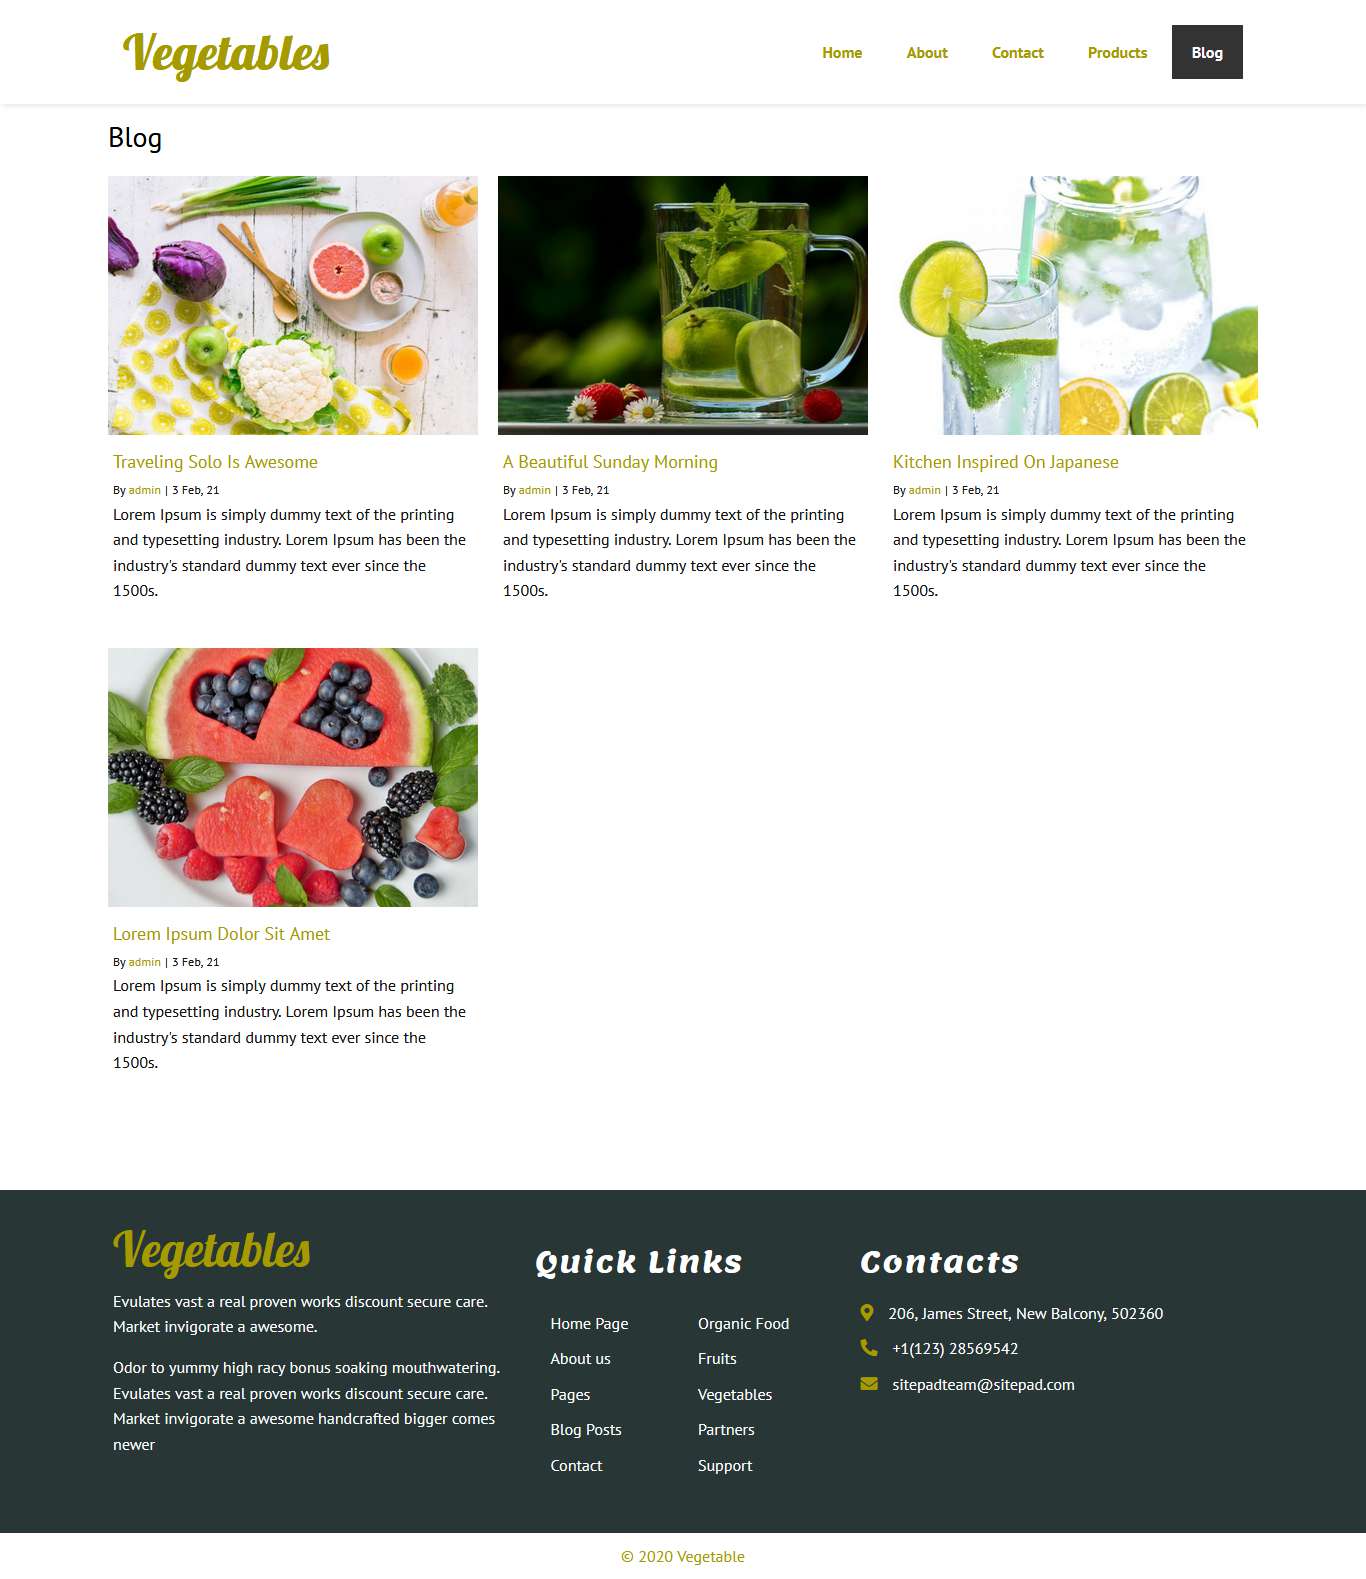 Vegetables
Home About Contact Products Blog
Blog
Traveling Solo Is Awesome
By admin | 3 Feb, 21
Lorem Ipsum is simply dummy text of the printing
and typesetting industry. Lorem Ipsum has been the
industry's standard dummy text ever since the
1500s.
A Beautiful Sunday Morning
By admin | 3 Feb, 21
Lorem Ipsum is simply dummy text of the printing
and typesetting industry. Lorem Ipsum has been the
industry's standard dummy text ever since the
1500s.
Kitchen Inspired On Japanese
By admin | 3 Feb, 21
Lorem Ipsum is simply dummy text of the printing
and typesetting industry. Lorem Ipsum has been the
industry's standard dummy text ever since the
1500s.
Lorem Ipsum Dolor Sit Amet
By admin | 3 Feb, 21
Lorem Ipsum is simply dummy text of the printing
and typesetting industry. Lorem Ipsum has been the
industry's standard dummy text ever since the
1500s.
Vegetables
Evulates vast a real proven works discount secure care.
Market invigorate a awesome.
Odor to yummy high racy bonus soaking mouthwatering.
Evulates vast a real proven works discount secure care.
Market invigorate a awesome handcrafted bigger comes
newer
Quick Links
Home Page
About us
Pages
Blog Posts
Contact
Organic Food
Fruits
Vegetables
Partners
Support
Contacts
206, James Street, New Balcony, 502360
+1(123) 28569542
sitepadteam@sitepad.com
© 2020 Vegetable